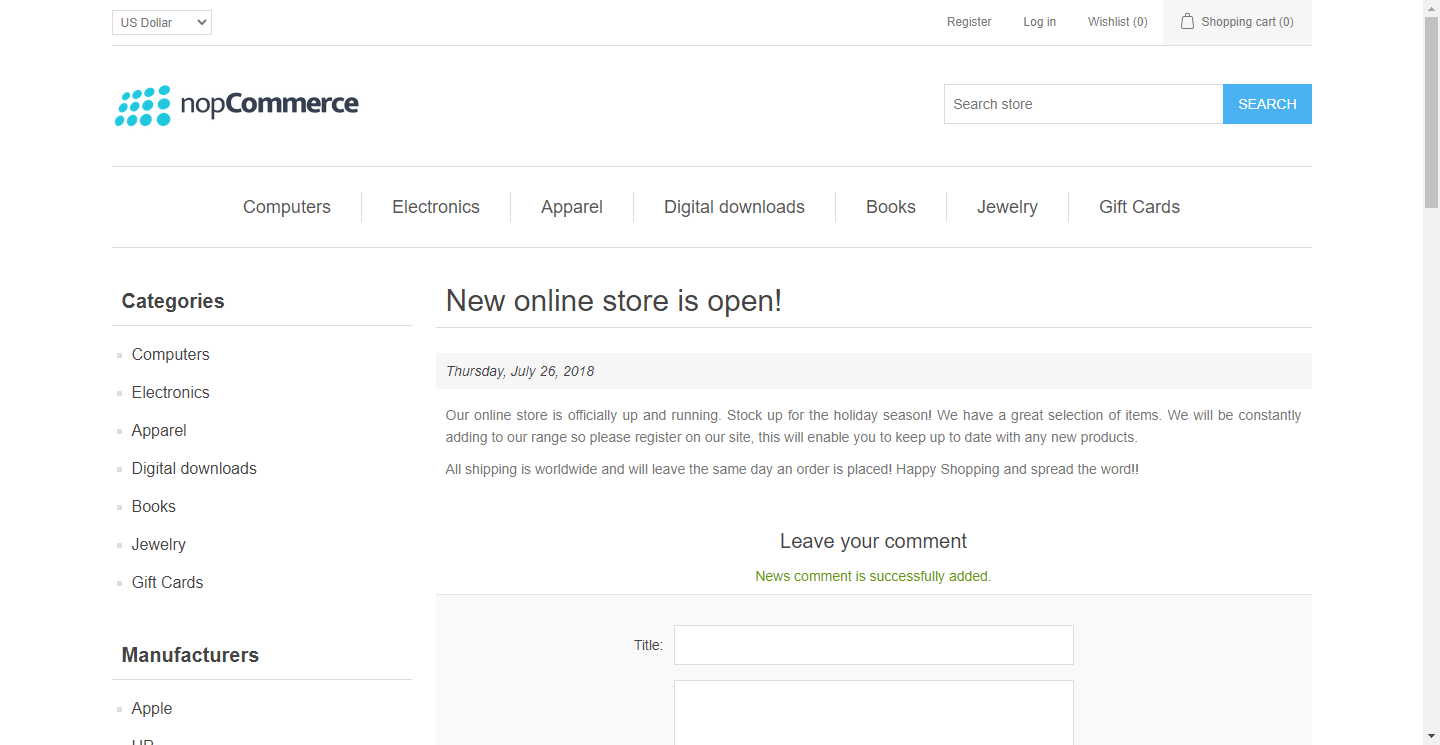 US Dollar
Register
Log in
Wishlist (0)
Shopping cart (0)
nopCommerce
Search store
SEARCH
Computers
Electronics
Apparel
Digital downloads
Books
Jewelry
Gift Cards
Categories
Computers
Electronics
Apparel
Digital downloads
Books
Jewelry
Gift Cards
Manufacturers
Apple
HP
New online store is open!
Thursday, July 26, 2018
Our online store is officially up and running. Stock up for the holiday season! We have a great selection of items. We will be constantly
adding to our range so please register on our site, this will enable you to keep up to date with any new products.
All shipping is worldwide and will leave the same day an order is placed! Happy Shopping and spread the word!!
Leave your comment
News comment is successfully added.
Title: